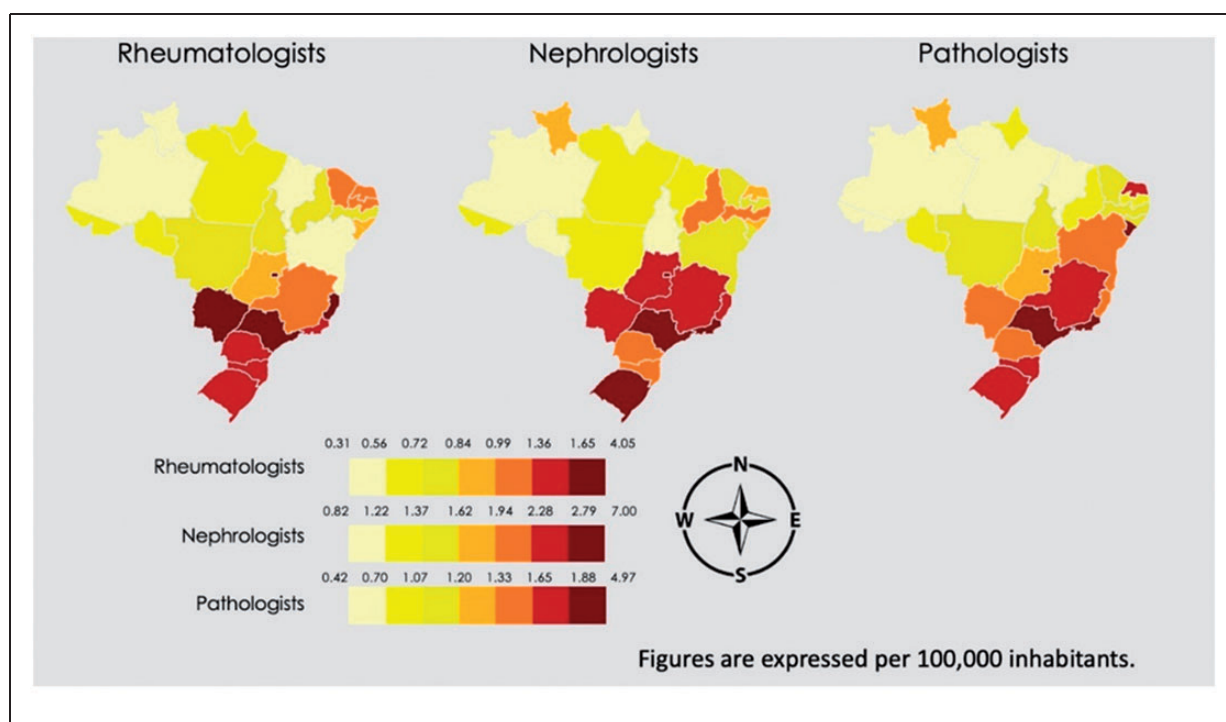 Rheumatologists Nephrologists Pathologists
0.31 0.56 0.72 0.84 0.99 1.36 1.65 4.05
Rheumatologists
0.82 1.22 1.37 1.62 1.94 2.28 2.79 7.00
Nephrologists
0.42 0.70 1.07 1.20 1.33 1.65 1.88 4.97
Pathologists
N
W E
S
Figures are expressed per 100,000 inhabitants.